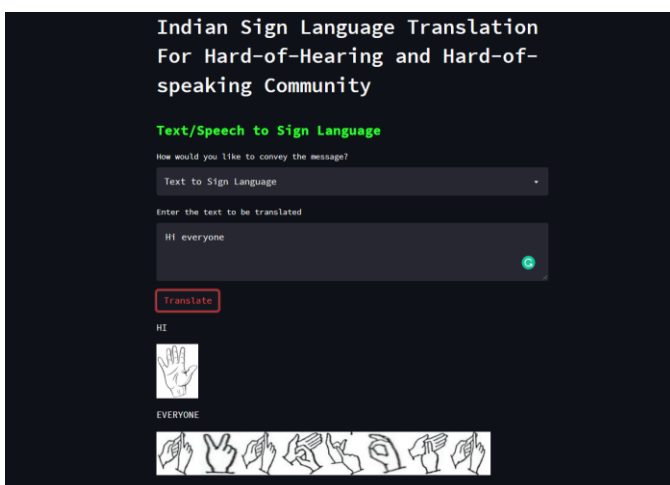 Indian Sign Language Translation
For Hard-of-Hearing and Hard-of-
speaking Community
Text/Speech to Sign Language
How would you like to convey the message?
Text to Sign Language
Enter the text to be translated
Hi everyone
Translate
HI
EVERYONE